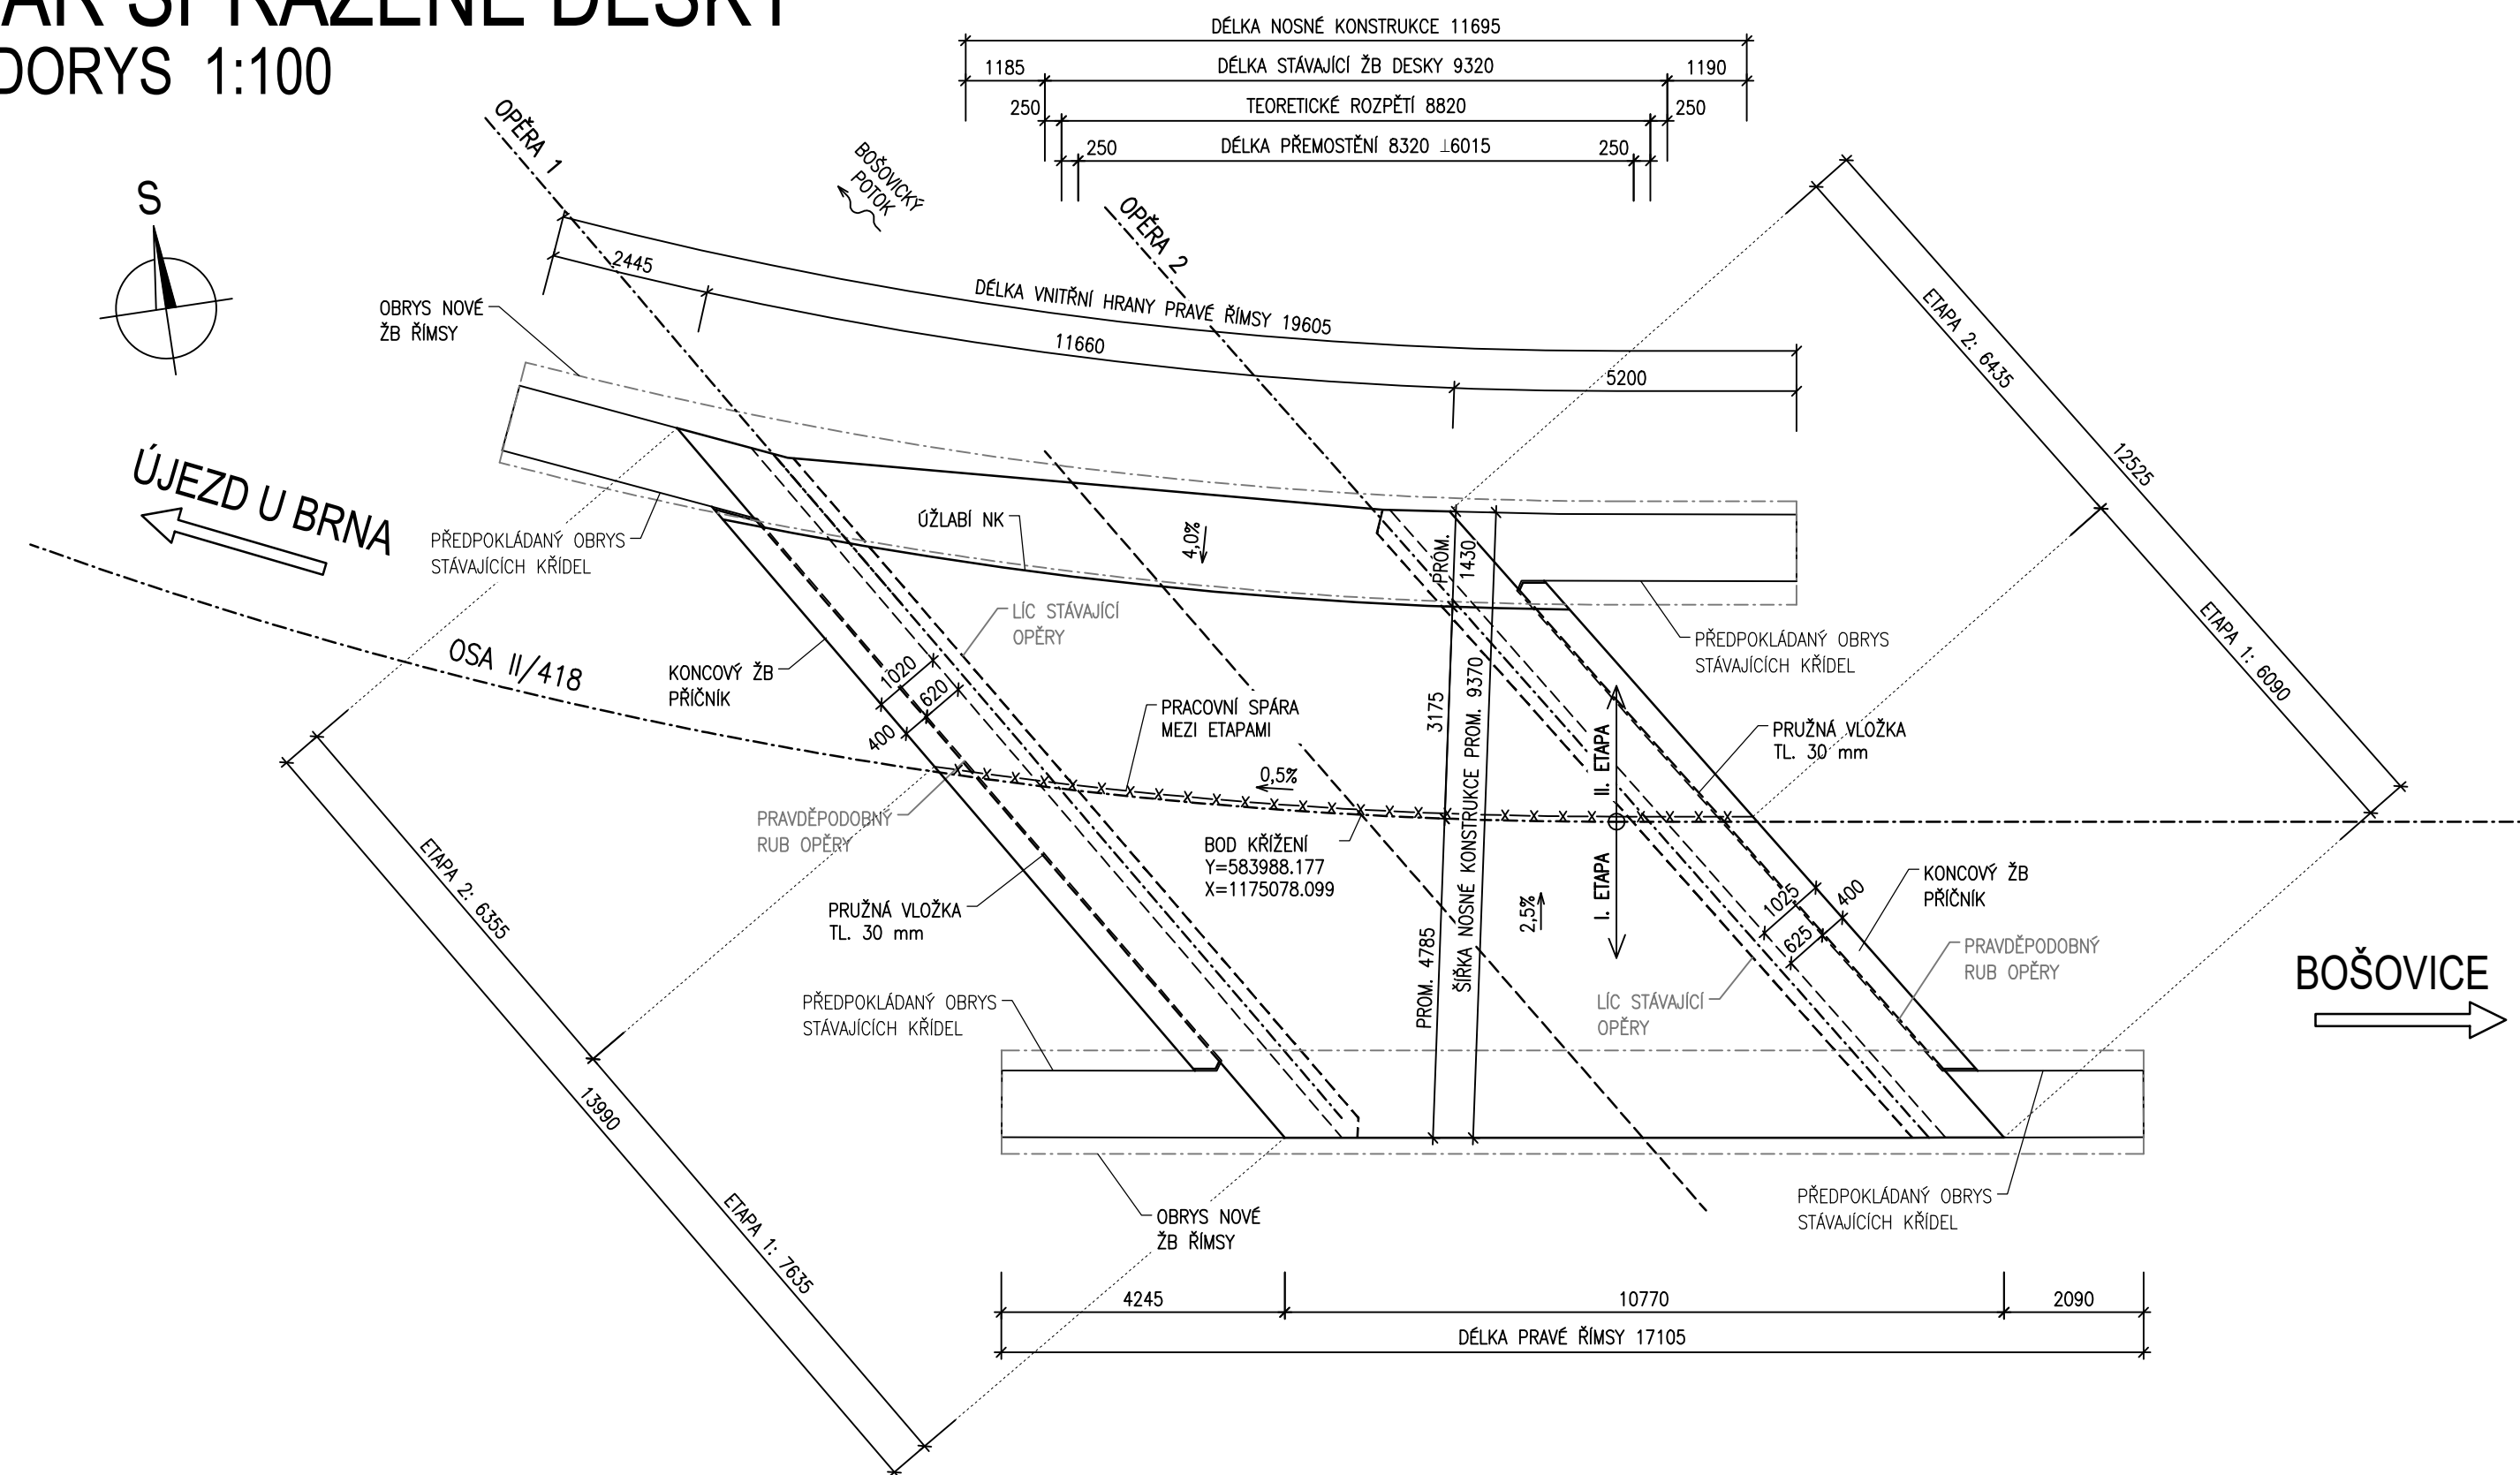 DÉLKA NOSNÉ KONSTRUKCE 11695
DORYS 1:100
1185
DÉLKA STÁVAJÍCÍ ŽB DESKY 9320
1190
250
TEORETICKÉ ROZPĚTÍ 8820
250
250
DÉLKA PŘEMOSTĚNÍ 8320 ⊥6015
250
OPĚRA 1
BOŠOVICKÝ
POTOK
OPĚRA 2
S
2445
DÉLKA VNITŘNÍ HRANY PRAVÉ ŘÍMSY 19605
11660
5200
OBRYS NOVÉ
ŽB ŘÍMSY
ETAPA 2: 6435
12525
ETAPA 1: 6090
ÚJEZD U BRNA
PŘEDPOKLÁDANÝ OBRYS
STÁVAJÍCÍCH KŘÍDEL
ÚŽLABÍ NK
4,0%
PROM.
1430
LÍC STÁVAJÍCÍ
OPĚRY
PŘEDPOKLÁDANÝ OBRYS
STÁVAJÍCÍCH KŘÍDEL
OSA II/418
KONCOVÝ ŽB
PŘÍČNÍK
1020
620
400
PRACOVNÍ SPÁRA
MEZI ETAPAMI
3175
ŠÍŘKA NOSNÉ KONSTRUKCE PROM. 9370
II. ETAPA
I. ETAPA
PRUŽNÁ VLOŽKA
TL. 30 mm
0,5%
PRAVDĚPODOBNÝ
RUB OPĚRY
BOD KŘÍŽENÍ
Y=583988.177
X=1175078.099
2,5%
PROM. 4785
1025
400
625
KONCOVÝ ŽB
PŘÍČNÍK
ETAPA 2: 6355
PRUŽNÁ VLOŽKA
TL. 30 mm
PRAVDĚPODOBNÝ
RUB OPĚRY
BOŠOVICE
PŘEDPOKLÁDANÝ OBRYS
STÁVAJÍCÍCH KŘÍDEL
LÍC STÁVAJÍCÍ
OPĚRY
13990
ETAPA 1: 7635
OBRYS NOVÉ
ŽB ŘÍMSY
PŘEDPOKLÁDANÝ OBRYS
STÁVAJÍCÍCH KŘÍDEL
4245
10770
2090
DÉLKA PRAVÉ ŘÍMSY 17105